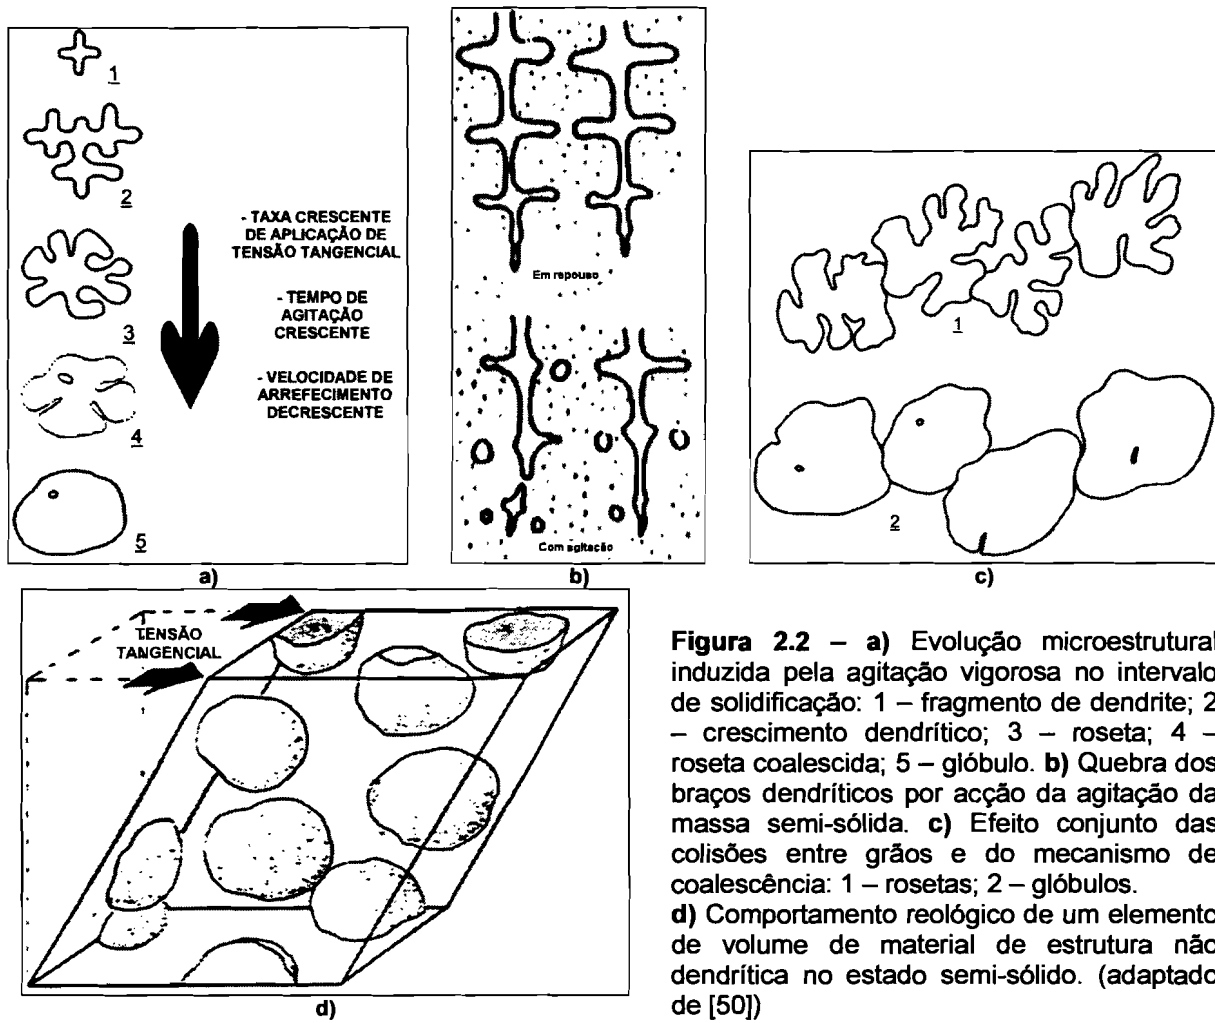 1
2
3
4
5
- TAXA CRESCENTE
DE APLICAÇÃO DE
TENSÃO TANGENCIAL
- TEMPO DE
AGITAÇÃO
CRESCENTE
- VELOCIDADE DE
ARREFECIMENTO
DECRESCENTE
a)
Em repouso
Com agitação
b)
1
2
c)
TENSÃO
TANGENCIAL
d)
Figura 2.2 – a) Evolução microestrutural
induzida pela agitação vigorosa no intervalo
de solidificação: 1 – fragmento de dendrite; 2
– crescimento dendrítico; 3 – roseta; 4 –
roseta coalescida; 5 – glóbulo. b) Quebra dos
braços dendríticos por acção da agitação da
massa semi-sólida. c) Efeito conjunto das
colisões entre grãos e do mecanismo de
coalescência: 1 – rosetas; 2 – glóbulos.
d) Comportamento reológico de um elemento
de volume de material de estrutura não
dendrítica no estado semi-sólido. (adaptado
de [50])